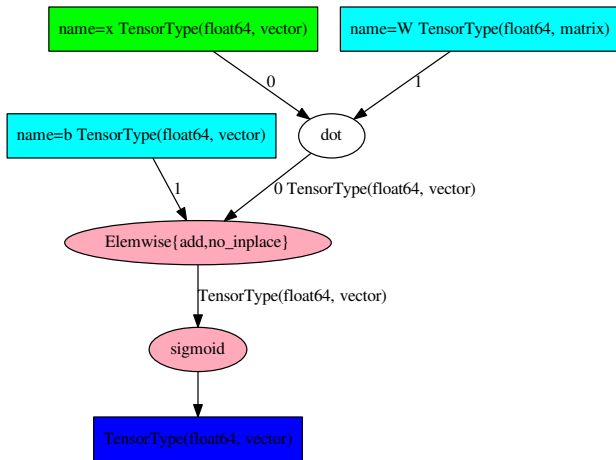 name=x TensorType(float64, vector)
name=W TensorType(float64, matrix)
0
1
name=b TensorType(float64, vector)
dot
1
0 TensorType(float64, vector)
Elemwise{add,no_inplace}
TensorType(float64, vector)
sigmoid
TensorType(float64, vector)